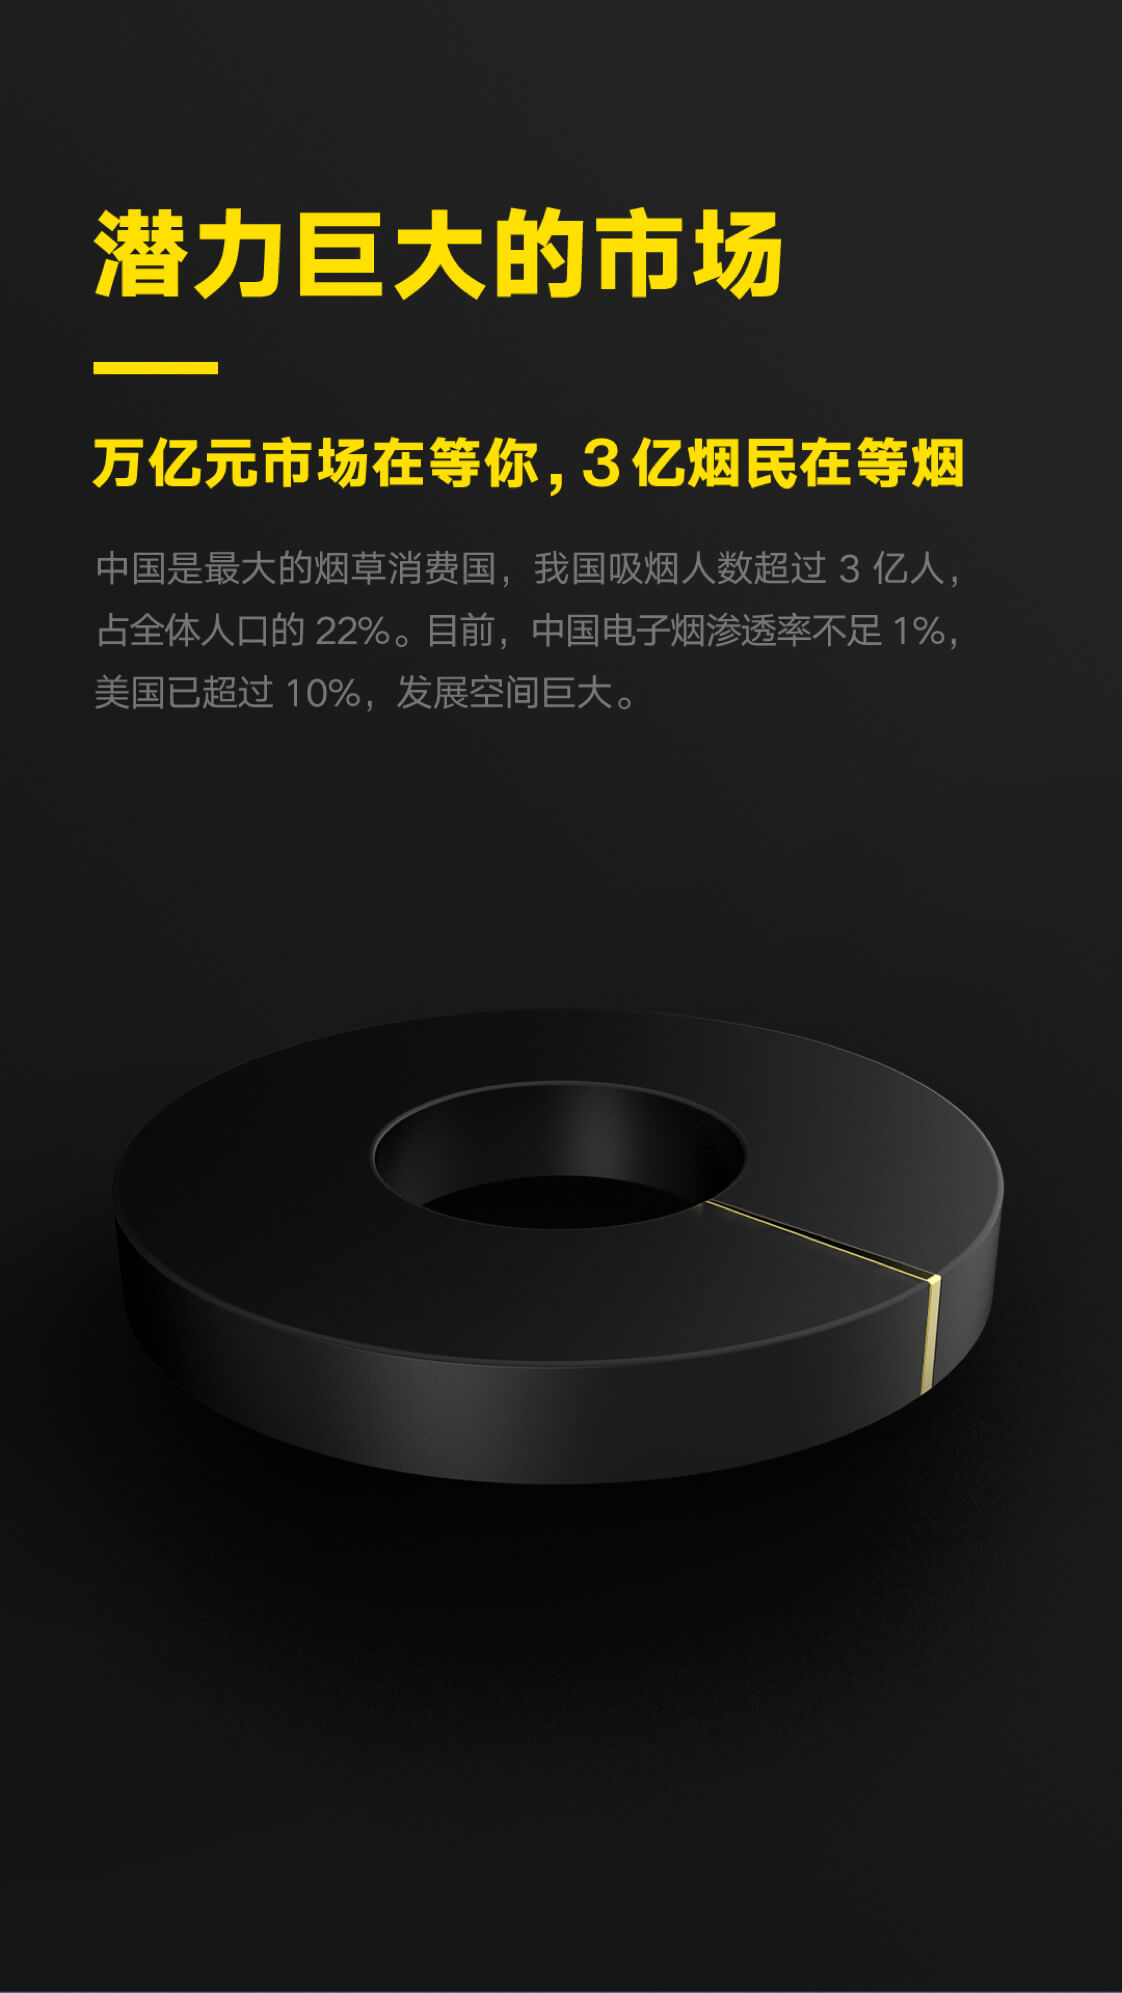 潜力巨大的市场
万亿元市场在等你，3亿烟民在等烟
中国是最大的烟草消费国，我国吸烟人数超过 3 亿人，
占全体人口的 22%。目前，中国电子烟渗透率不足 1%，
美国已超过 10%，发展空间巨大。